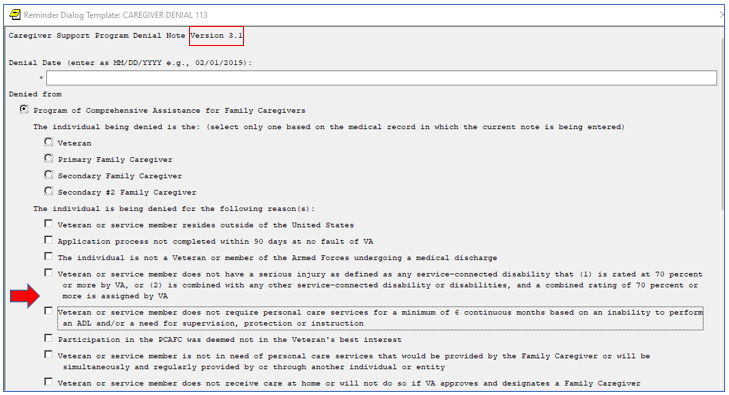 Reminder Dialog Template: CAREGIVER DENIAL 113
Caregiver Support Program Denial Note Version 3.1
Denial Date (enter as MM/DD/YYYY e.g., 02/01/2019):
*
Denied from
Program of Comprehensive Assistance for Family Caregivers
The individual being denied is the: (select only one based on the medical record in which the current note is being entered)
Veteran
Primary Family Caregiver
Secondary Family Caregiver
Secondary #2 Family Caregiver
The individual is being denied for the following reason(s):
Veteran or service member resides outside of the United States
Application process not completed within 90 days at no fault of VA
The individual is not a Veteran or member of the Armed Forces undergoing a medical discharge
Veteran or service member does not have a serious injury as defined as any service-connected disability that (1) is rated at 70 percent
or more by VA, or (2) is combined with any other service-connected disability or disabilities, and a combined rating of 70 percent or
more is assigned by VA
Veteran or service member does not require personal care services for a minimum of 6 continuous months based on an inability to perform
an ADL and/or a need for supervision, protection or instruction
Participation in the PCAFC was deemed not in the Veteran's best interest
Veteran or service member is not in need of personal care services that would be provided by the Family Caregiver or will be
simultaneously and regularly provided by or through another individual or entity
Veteran or service member does not receive care at home or will not do so if VA approves and designates a Family Caregiver